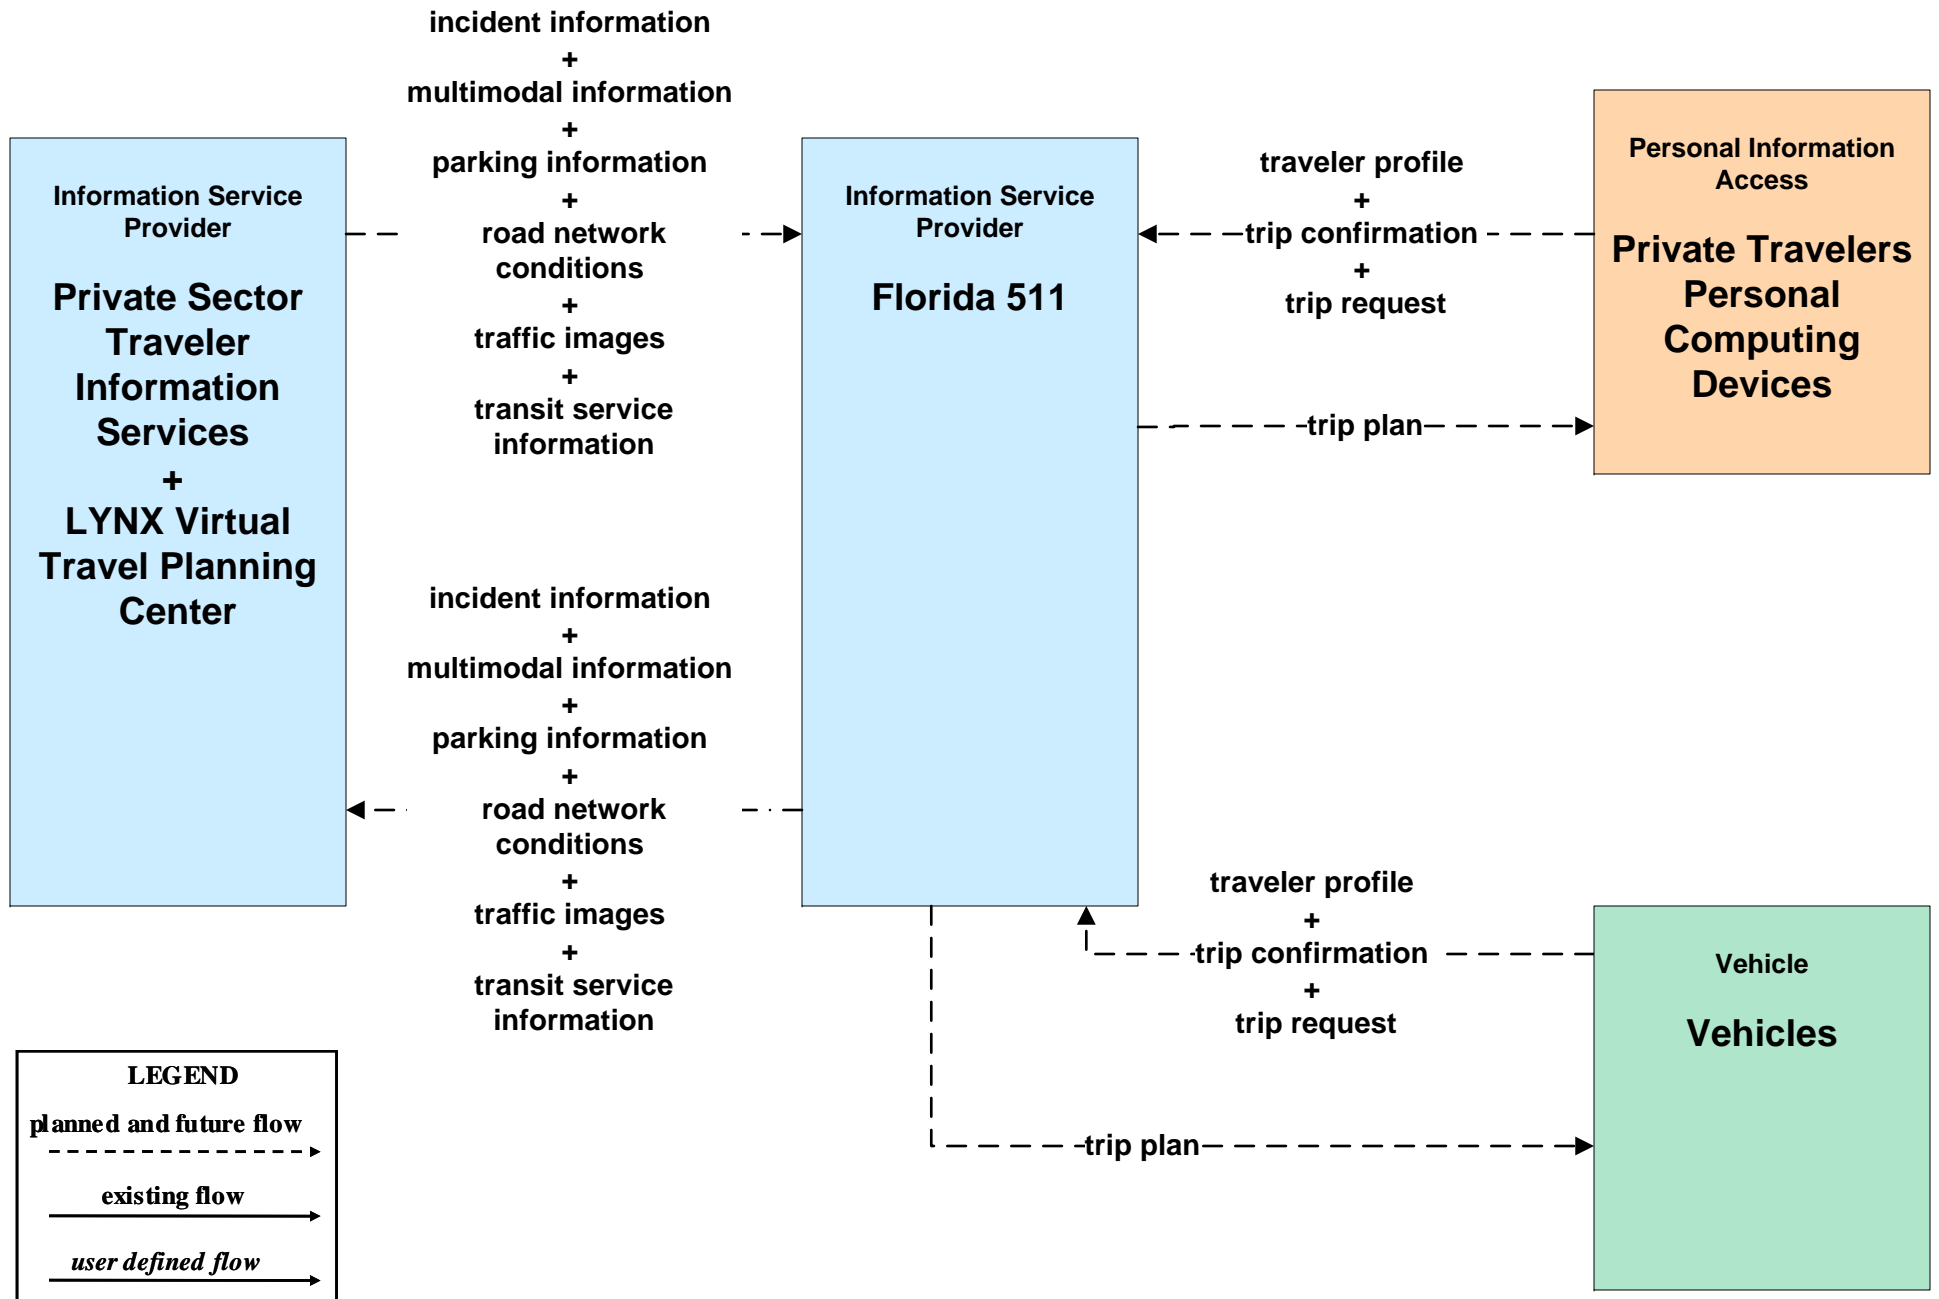 incident information
+
multimodal information
+
parking information
+
road network
conditions
+
traffic images
+
transit service
information
Information Service
Provider
Private Sector
Traveler
Information
Services
+
LYNX Virtual
Travel Planning
Center
Information Service
Provider
Florida 511
traveler profile
+
trip confirmation
+
trip request
trip plan
Personal Information
Access
Private Travelers
Personal
Computing
Devices
incident information
+
multimodal information
+
parking information
+
road network
conditions
+
traffic images
+
transit service
information
traveler profile
+
trip confirmation
+
trip request
trip plan
Vehicle
Vehicles
LEGEND
planned and future flow
existing flow
user defined flow